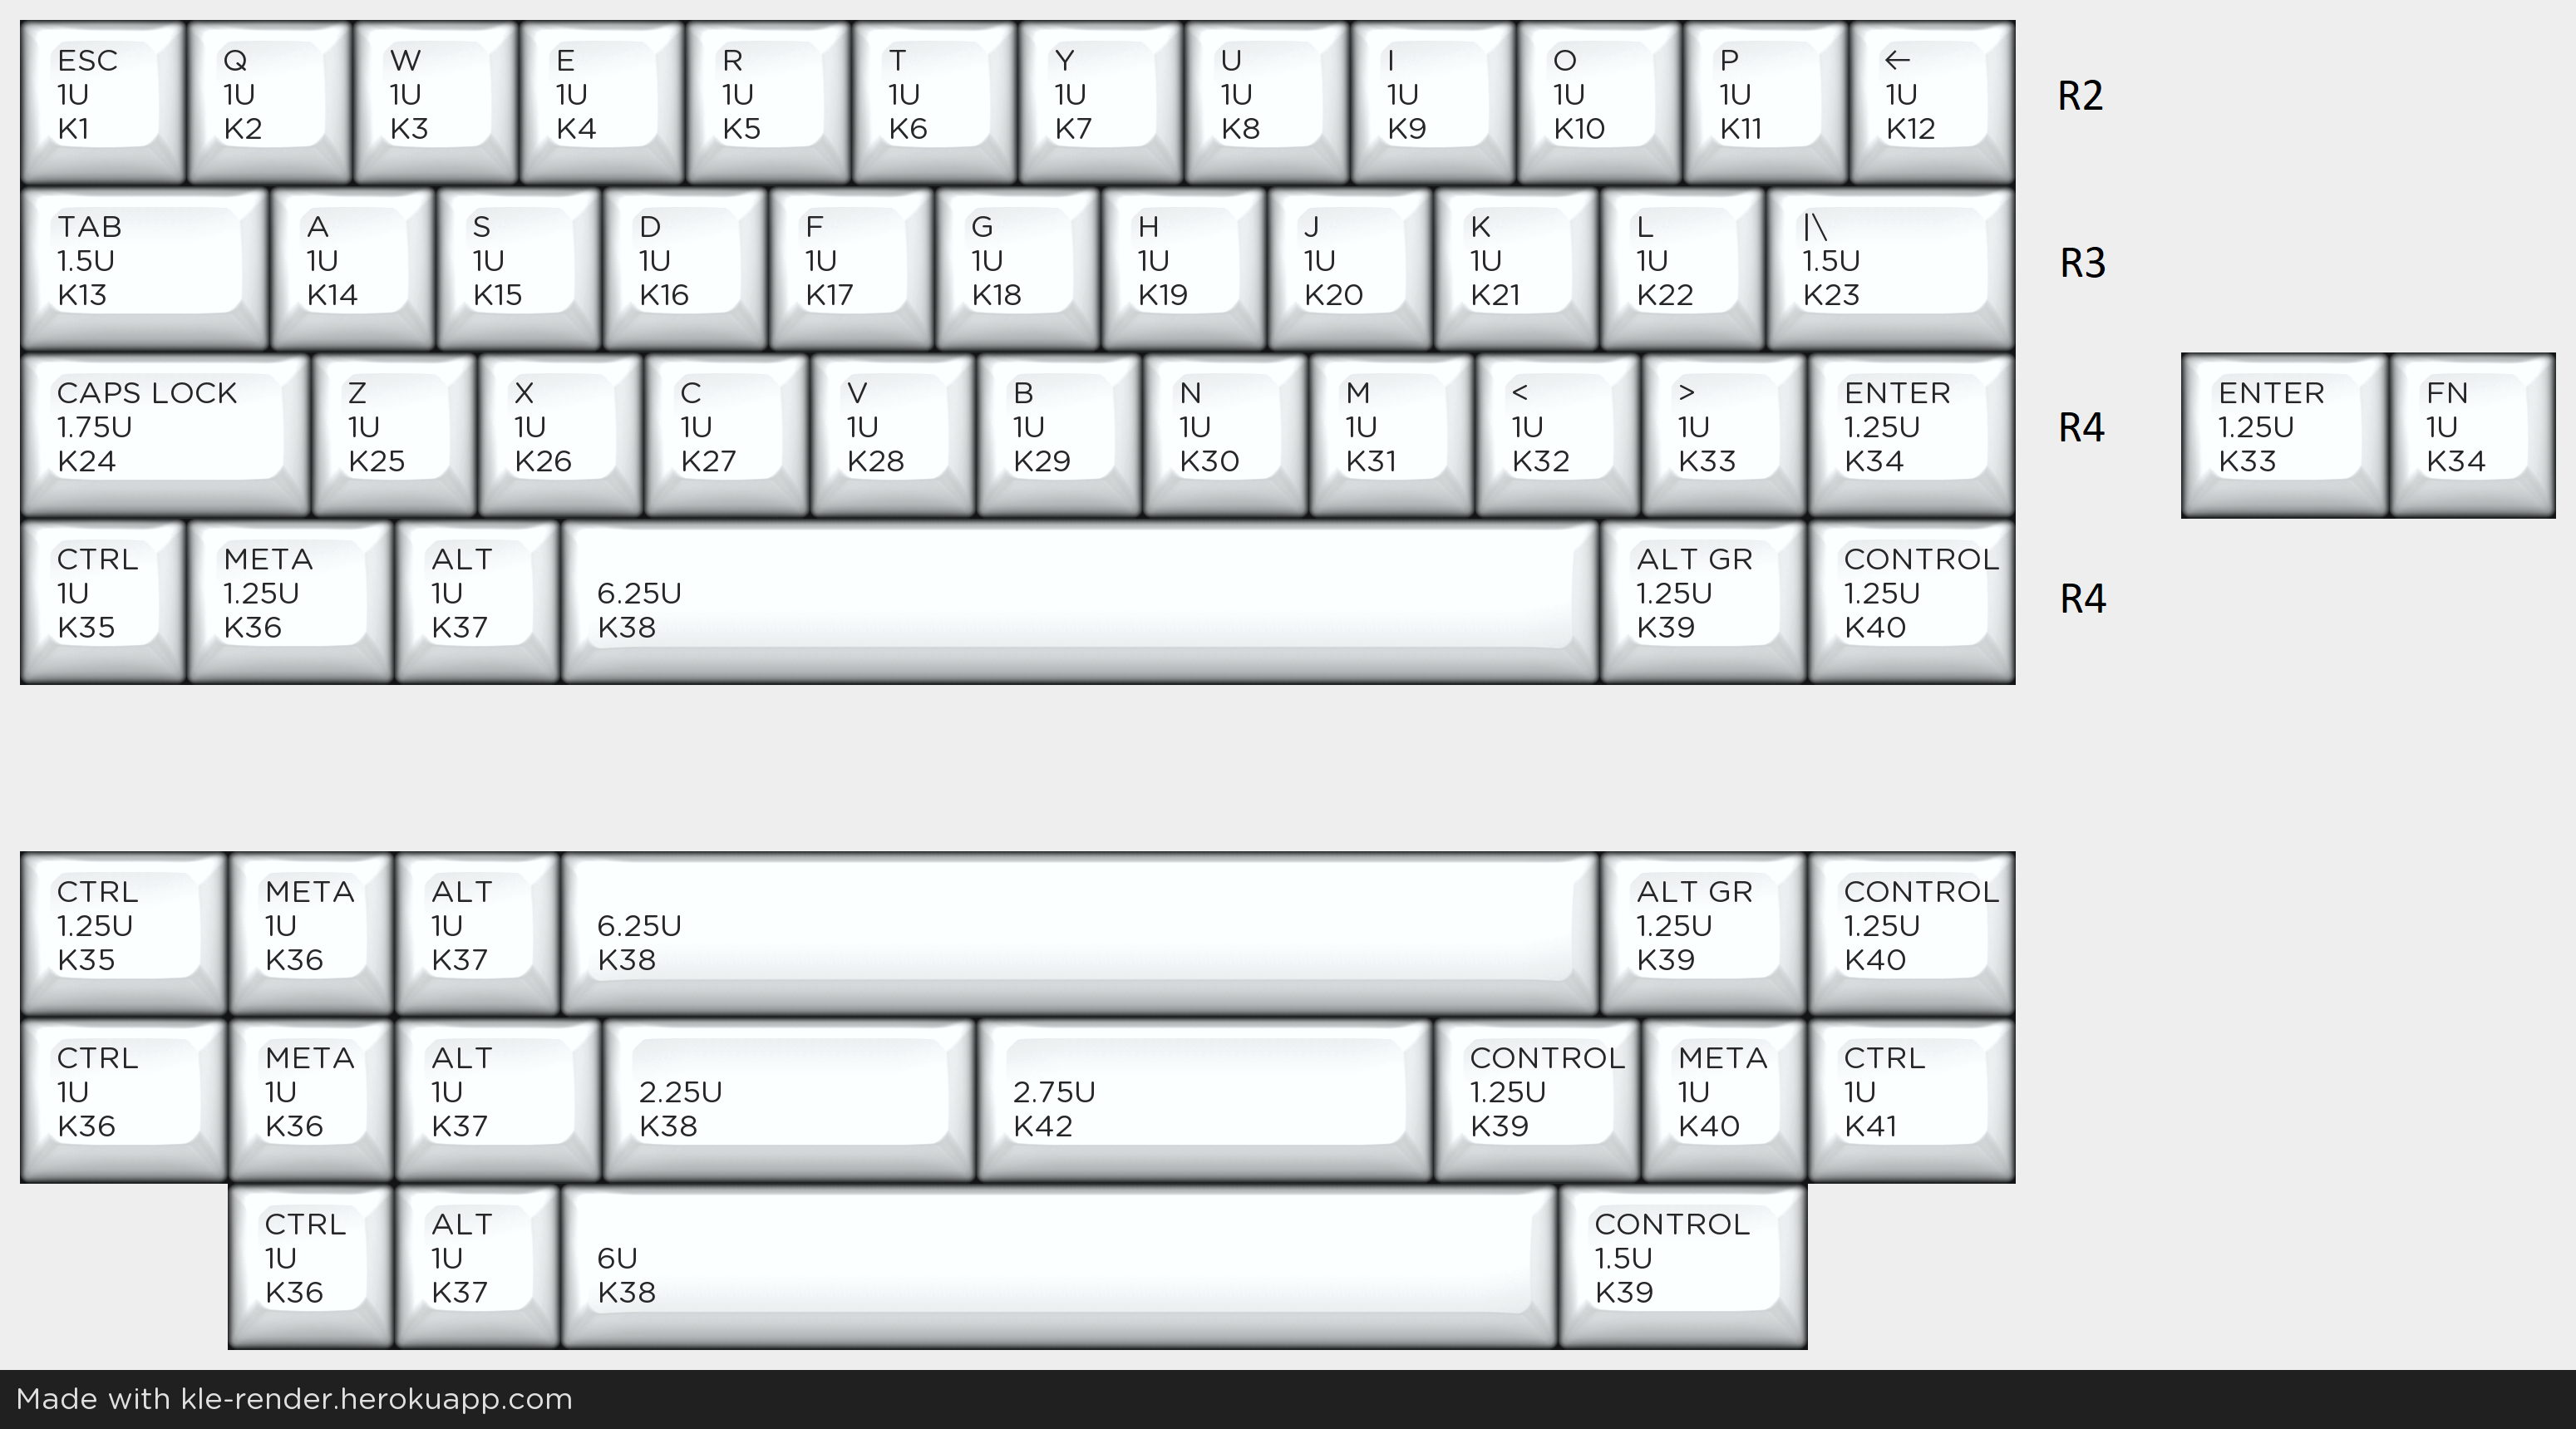 ESC Q W E R T Y U I O P ←
1U 1U 1U 1U 1U 1U 1U 1U 1U 1U 1U 1U R2
K1 K2 K3 K4 K5 K6 K7 K8 K9 K10 K11 K12
TAB A S D F G H J K L |\
1.5U 1U 1U 1U 1U 1U 1U 1U 1U 1U 1.5U R3
K13 K14 K15 K16 K17 K18 K19 K20 K21 K22 K23
CAPS LOCK Z X C V B N M < > ENTER ENTER FN
1.75U 1U 1U 1U 1U 1U 1U 1U 1U 1U 1.25U R4 1.25U 1U
K24 K25 K26 K27 K28 K29 K30 K31 K32 K33 K34 K33 K34
CTRL META ALT ALT GR CONTROL
1U 1.25U 1U 6.25U 1.25U 1.25U R4
K35 K36 K37 K38 K39 K40
CTRL META ALT ALT GR CONTROL
1.25U 1U 1U 6.25U 1.25U 1.25U
K35 K36 K37 K38 K39 K40
CTRL META ALT CONTROL META CTRL
1U 1U 1U 2.25U 2.75U 1.25U 1U 1U
K36 K36 K37 K38 K42 K39 K40 K41
CTRL ALT CONTROL
1U 1U 6U 1.5U
K36 K37 K38 K39
Made with kle-render.herokuapp.com